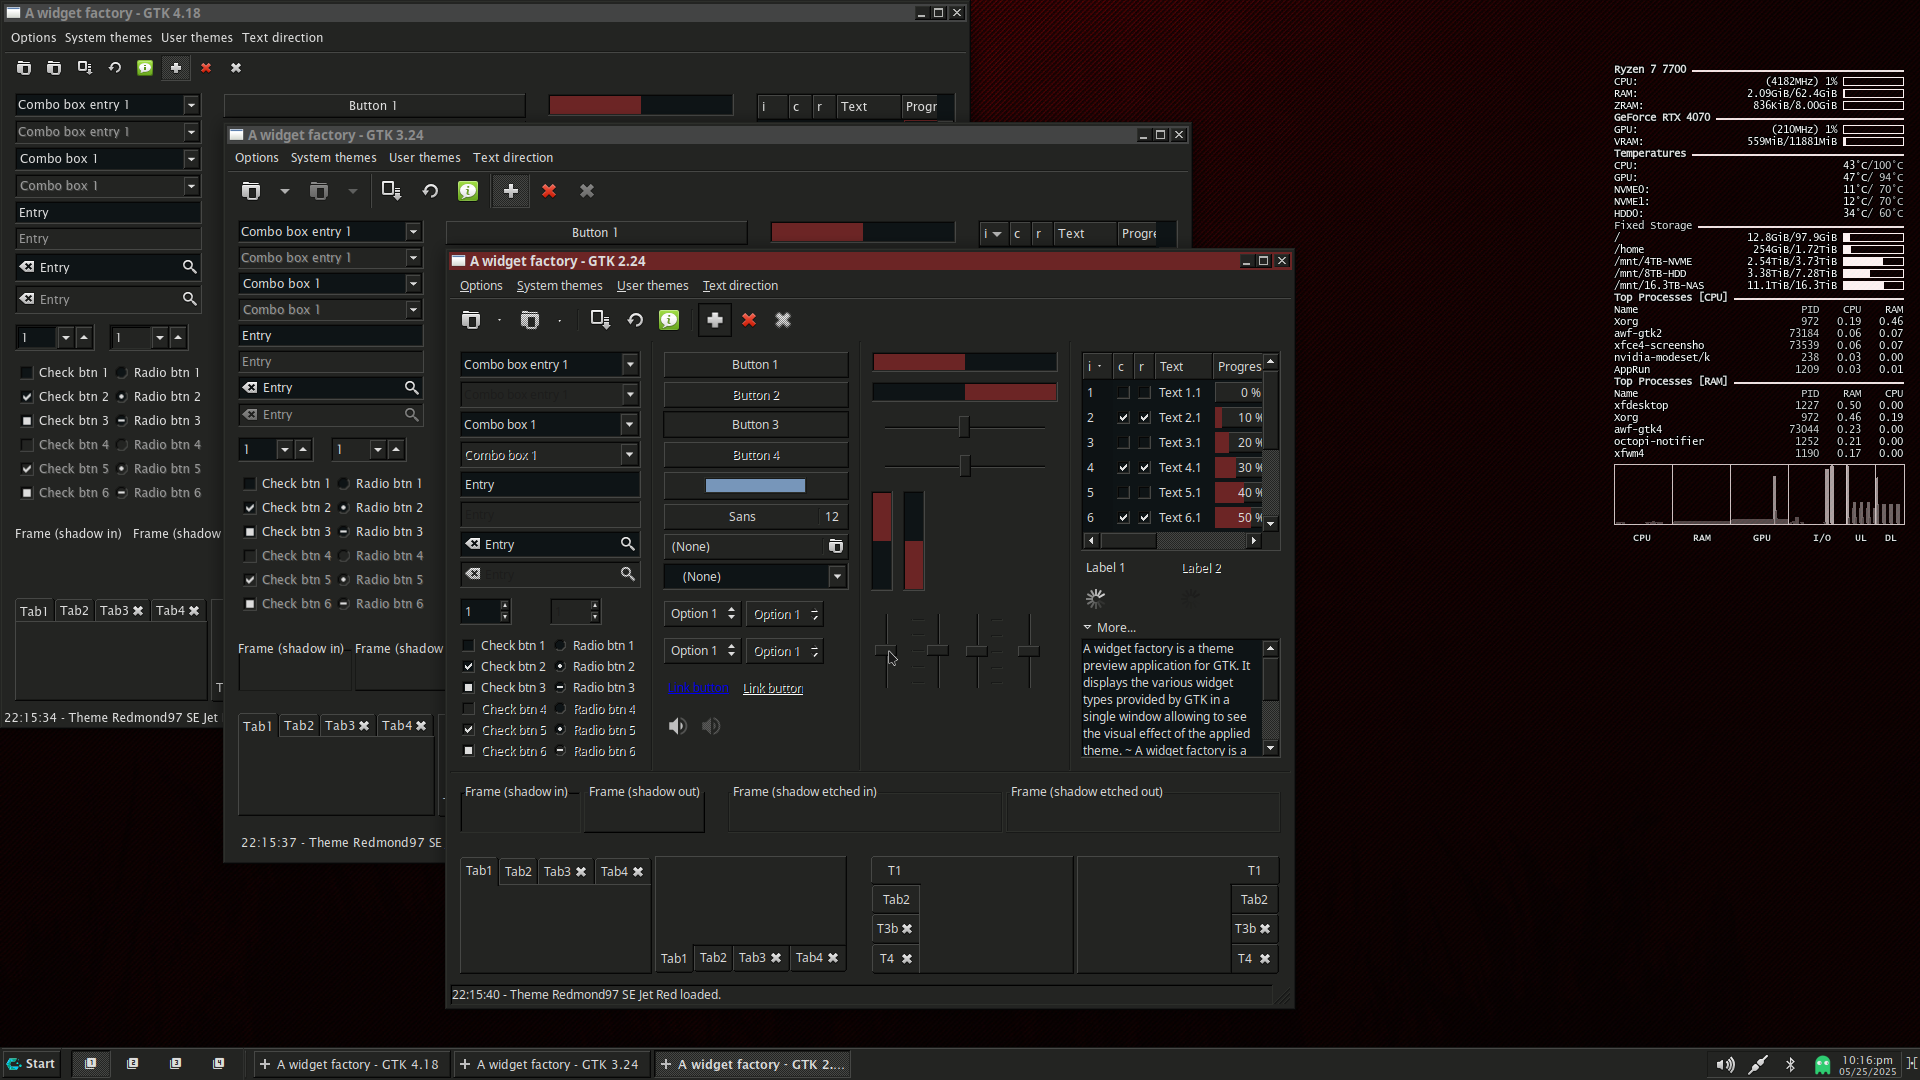 A widget factory - GTK 4.18
Options System themes User themes Text direction
Combo box entry 1
Combo box entry 1
Combo box 1
Combo box 1
Entry
Entry
Entry
Entry
1 1
Check btn 1 Radio btn 1
Check btn 2 Radio btn 2
Check btn 3 Radio btn 3
Check btn 4 Radio btn 4
Check btn 5 Radio btn 5
Check btn 6 Radio btn 6
Frame (shadow in) Frame (shadow
Tab1 Tab2 Tab3 Tab4
22:15:34 - Theme Redmond97 SE Jet
Button 1
i c r Text Progr
A widget factory - GTK 3.24
Options System themes User themes Text direction
Combo box entry 1
Combo box entry 1
Combo box 1
Combo box 1
Entry
Entry
Entry
Entry
1 1
Check btn 1 Radio btn 1
Check btn 2 Radio btn 2
Check btn 3 Radio btn 3
Check btn 4 Radio btn 4
Check btn 5 Radio btn 5
Check btn 6 Radio btn 6
Frame (shadow in) Frame (shadow
Tab1 Tab2 Tab3 Tab4
22:15:37 - Theme Redmond97 SE
Button 1
i c r Text Progre
A widget factory - GTK 2.24
Options System themes User themes Text direction
Combo box entry 1
Combo box 1
Combo box 1
Entry
Entry
1
Check btn 1 Radio btn 1
Check btn 2 Radio btn 2
Check btn 3 Radio btn 3
Check btn 4 Radio btn 4
Check btn 5 Radio btn 5
Check btn 6 Radio btn 6
Button 1
Button 2
Button 3
Button 4
Sans 12
(None)
(None)
Option 1 Option 1
Option 1 Option 1
Link button Link button
i c r Text Progres
1 Text 1.1 0 %
2 Text 2.1 10 %
3 Text 3.1 20 %
4 Text 4.1 30 %
5 Text 5.1 40 %
6 Text 6.1 50 %
Label 1 Label 2
More...
A widget factory is a theme
preview application for GTK. It
displays the various widget
types provided by GTK in a
single window allowing to see
the visual effect of the applied
theme. ~ A widget factory is a
Frame (shadow in) Frame (shadow out) Frame (shadow etched in) Frame (shadow etched out)
Tab1 Tab2 Tab3 Tab4
Tab1 Tab2 Tab3 Tab4
T1
Tab2
T3b
T4
T1
Tab2
T3b
T4
22:15:40 - Theme Redmond97 SE Jet Red loaded.
Ryzen 7 7700
CPU: (4182MHz) 1%
RAM: 2.09GiB/62.4GiB
ZRAM: 836KiB/8.00GiB
GeForce RTX 4070
GPU: (210MHz) 1%
VRAM: 559MiB/11881MiB
Temperatures
CPU: 43°C/100°C
GPU: 47°C/ 94°C
NVME0: 11°C/ 70°C
NVME1: 12°C/ 70°C
HDD0: 34°C/ 60°C
Fixed Storage
/ 12.8GiB/97.9GiB
/home 254GiB/1.72TiB
/mnt/4TB-NVME 2.54TiB/3.73TiB
/mnt/8TB-HDD 3.38TiB/7.28TiB
/mnt/16.3TB-NAS 11.1TiB/16.3TiB
Top Processes [CPU]
Name PID CPU RAM
Xorg 972 0.19 0.46
awf-gtk2 73184 0.06 0.07
xfce4-screensho 73539 0.06 0.07
nvidia-modeset/k 238 0.03 0.00
AppRun 1209 0.03 0.01
Top Processes [RAM]
Name PID RAM CPU
xfdesktop 1227 0.50 0.00
Xorg 972 0.46 0.19
awf-gtk4 73044 0.23 0.00
octopi-notifier 1252 0.21 0.00
xfwm4 1190 0.17 0.00
CPU RAM GPU I/O UL DL
Start 1 2 3 4 A widget factory - GTK 4.18 A widget factory - GTK 3.24 A widget factory - GTK 2....
10:16:pm
05/25/2025